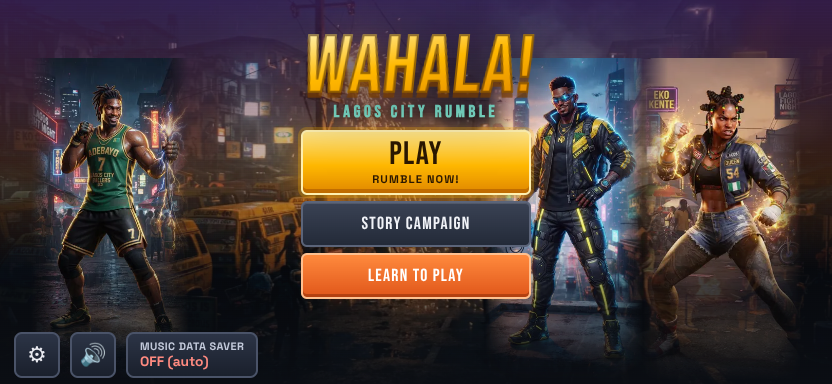 WAHALA!
LAGOS CITY RUMBLE
PLAY
RUMBLE NOW!
STORY CAMPAIGN
LEARN TO PLAY
ADEBAYO
7
7
EKO
KENTE
54
MUSIC DATA SAVER
OFF (auto)